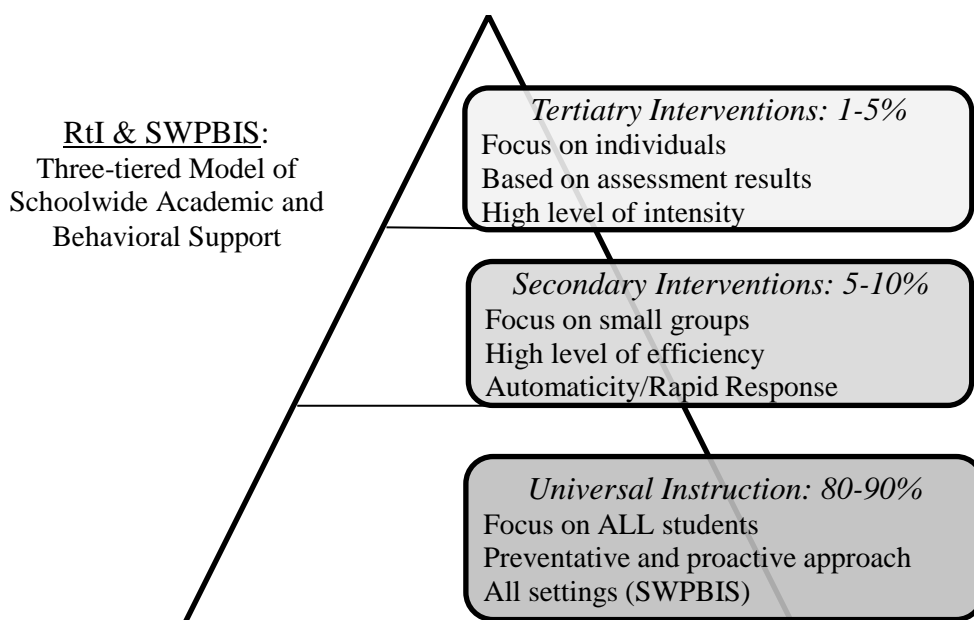 RtI & SWPBIS:
Three-tiered Model of
Schoolwide Academic and
Behavioral Support
Tertiatry Interventions: 1-5%
Focus on individuals
Based on assessment results
High level of intensity
Secondary Interventions: 5-10%
Focus on small groups
High level of efficiency
Automaticity/Rapid Response
Universal Instruction: 80-90%
Focus on ALL students
Preventative and proactive approach
All settings (SWPBIS)